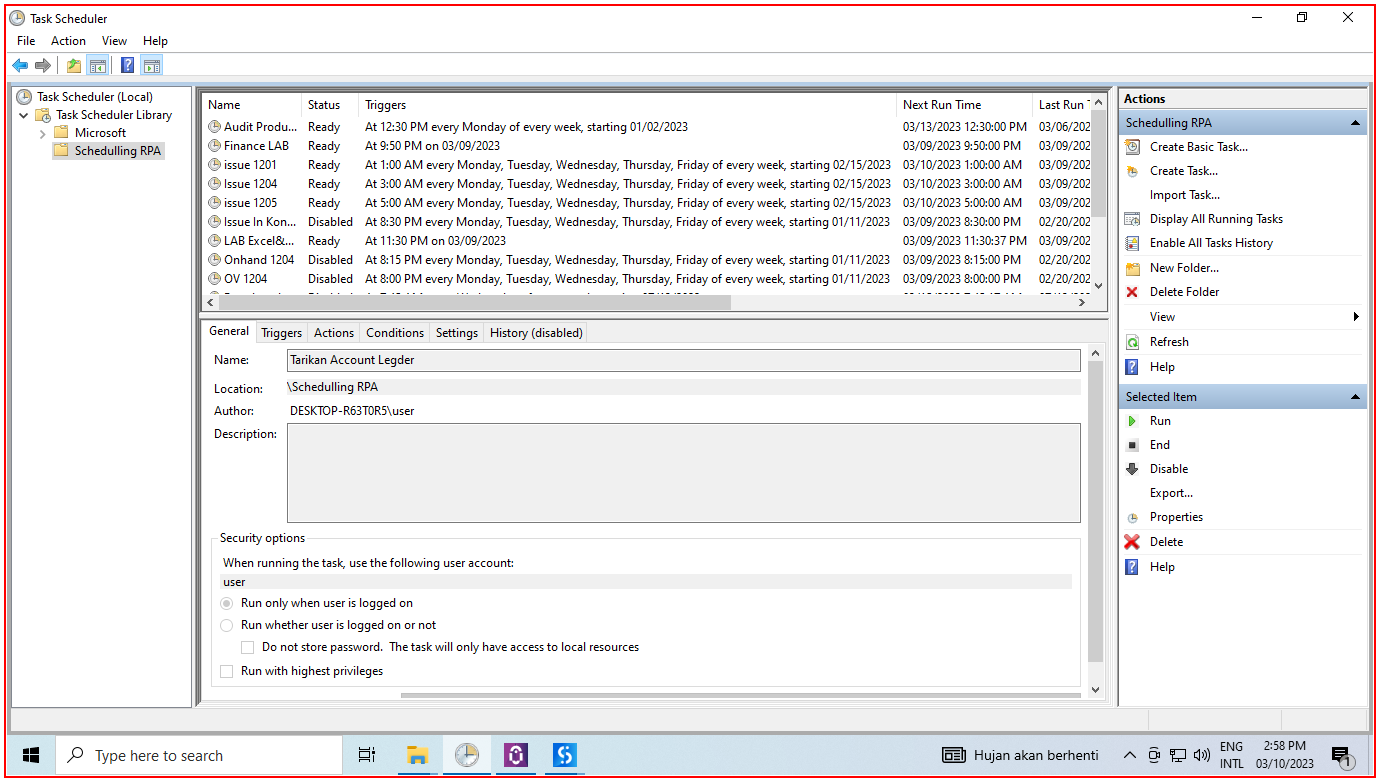 Task Scheduler
File Action View Help
Task Scheduler (Local)
Task Scheduler Library
Microsoft
Schedulling RPA
Name Status Triggers Next Run Time Last Run
Audit Produ... Ready At 12:30 PM every Monday of every week, starting 01/02/2023 03/13/2023 12:30:00 PM 03/06/202
Finance LAB Ready At 9:50 PM on 03/09/2023 03/09/2023 9:50:00 PM 03/09/202
issue 1201 Ready At 1:00 AM every Monday, Tuesday, Wednesday, Thursday, Friday of every week, starting 02/15/2023 03/10/2023 1:00:00 AM 03/09/202
Issue 1204 Ready At 3:00 AM every Monday, Tuesday, Wednesday, Thursday, Friday of every week, starting 02/15/2023 03/10/2023 3:00:00 AM 03/09/202
issue 1205 Ready At 5:00 AM every Monday, Tuesday, Wednesday, Thursday, Friday of every week, starting 02/15/2023 03/10/2023 5:00:00 AM 03/09/202
Issue In Kon... Disabled At 8:30 PM every Monday, Tuesday, Wednesday, Thursday, Friday of every week, starting 01/11/2023 03/09/2023 8:30:00 PM 02/20/202
LAB Excel&... Ready At 11:30 PM on 03/09/2023 03/09/2023 11:30:37 PM 03/09/202
Onhand 1204 Disabled At 8:15 PM every Monday, Tuesday, Wednesday, Thursday, Friday of every week, starting 01/11/2023 03/09/2023 8:15:00 PM 02/20/202
OV 1204 Disabled At 8:00 PM every Monday, Tuesday, Wednesday, Thursday, Friday of every week, starting 01/11/2023 03/09/2023 8:00:00 PM 02/20/202
General Triggers Actions Conditions Settings History (disabled)
Name: Tarikan Account Legder
Location: \Schedulling RPA
Author: DESKTOP-R63T0R5\user
Description:
Security options
When running the task, use the following user account:
user
Run only when user is logged on
Run whether user is logged on or not
Do not store password. The task will only have access to local resources
Run with highest privileges
Actions
Schedulling RPA
Create Basic Task...
Create Task...
Import Task...
Display All Running Tasks
Enable All Tasks History
New Folder...
Delete Folder
View
Refresh
Help
Selected Item
Run
End
Disable
Export...
Properties
Delete
Help
Type here to search
Hujan akan berhenti
ENG
INTL
2:58 PM
03/10/2023
1